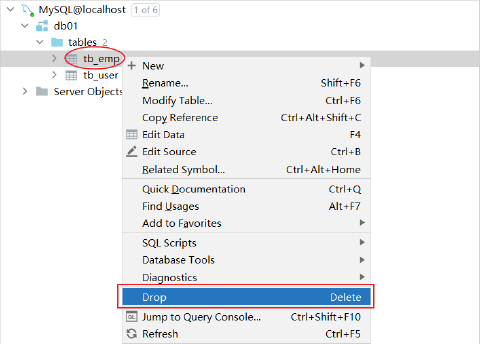 MySQL@localhost 1 of 6
db01
tables 2
tb_emp
tb_user
Server Objects
New
Rename... Shift+F6
Modify Table... Ctrl+F6
Copy Reference Ctrl+Alt+Shift+C
Edit Data F4
Edit Source Ctrl+B
Related Symbol... Ctrl+Alt+Home
Quick Documentation Ctrl+Q
Find Usages Alt+F7
Add to Favorites
SQL Scripts
Database Tools
Diagnostics
Drop Delete
QL Jump to Query Console... Ctrl+Shift+F10
Refresh Ctrl+F5